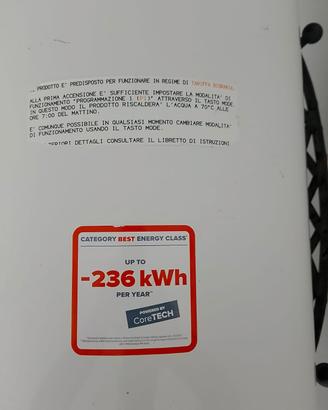 PRODOTTO E' PREDISPOSTO PER FUNZIONARE IN REGIME DI TARIFFA BIORARIA.
ALLA PRIMA ACCENSIONE E' SUFFICIENTE IMPOSTARE LA MODALITA' DI
FUNZIONAMENTO "PROGRAMMAZIONE 1 (P1)" ATTRAVERSO IL TASTO MODE.
IN QUESTO MODO IL PRODOTTO RISCALDERA' L'ACQUA A 70°C ALLE
ORE 7:00 DEL MATTINO.
E' COMUNQUE POSSIBILE IN QUALSIASI MOMENTO CAMBIARE MODALITA'
DI FUNZIONAMENTO USANDO IL TASTO MODE.
ULTERIORI DETTAGLI CONSULTARE IL LIBRETTO DI ISTRUZIONI
CATEGORY BEST ENERGY CLASS*
UP TO
-236 kWh
PER YEAR**
POWERED BY
CoreTECH